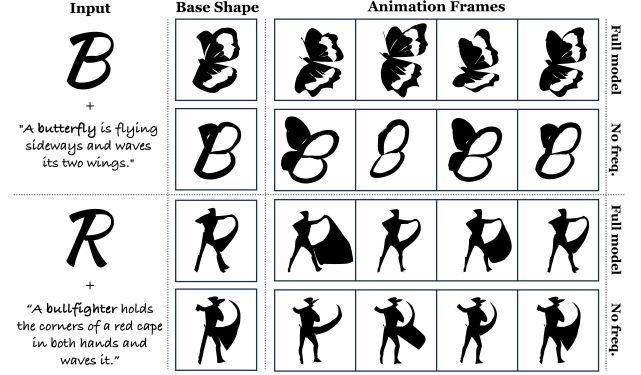 Input
Base Shape
Animation Frames
B
+
"A butterfly is flying
sideways and waves
its two wings."
Full model
No freq.
R
+
“A bullfighter holds
the corners of a red cape
in both hands and
waves it.”
Full model
No freq.